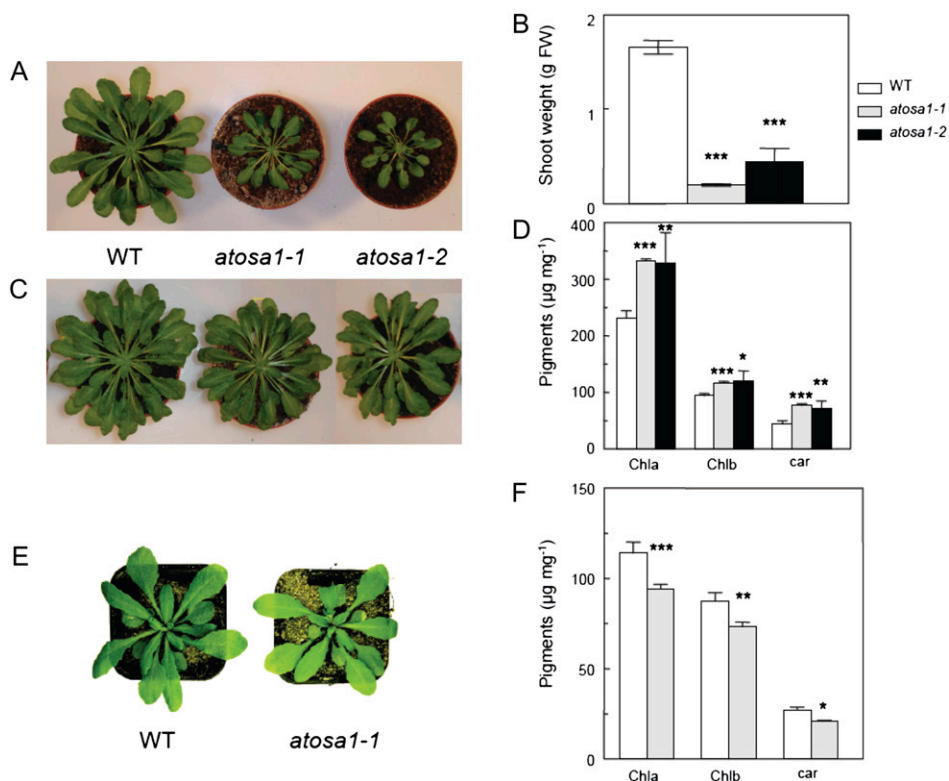 A
WT
atosa1-1
atosa1-2
C
E
WT
atosa1-1
B
Shoot weight (g FW)
2
1
0
***
***
WT
atosa1-1
atosa1-2
D
Pigments (µg mg⁻¹)
400
300
200
100
0
*** **
*** *
*** **
Chla Chlb car
F
Pigments (µg mg⁻¹)
150
100
50
0
***
**
*
Chla Chlb car